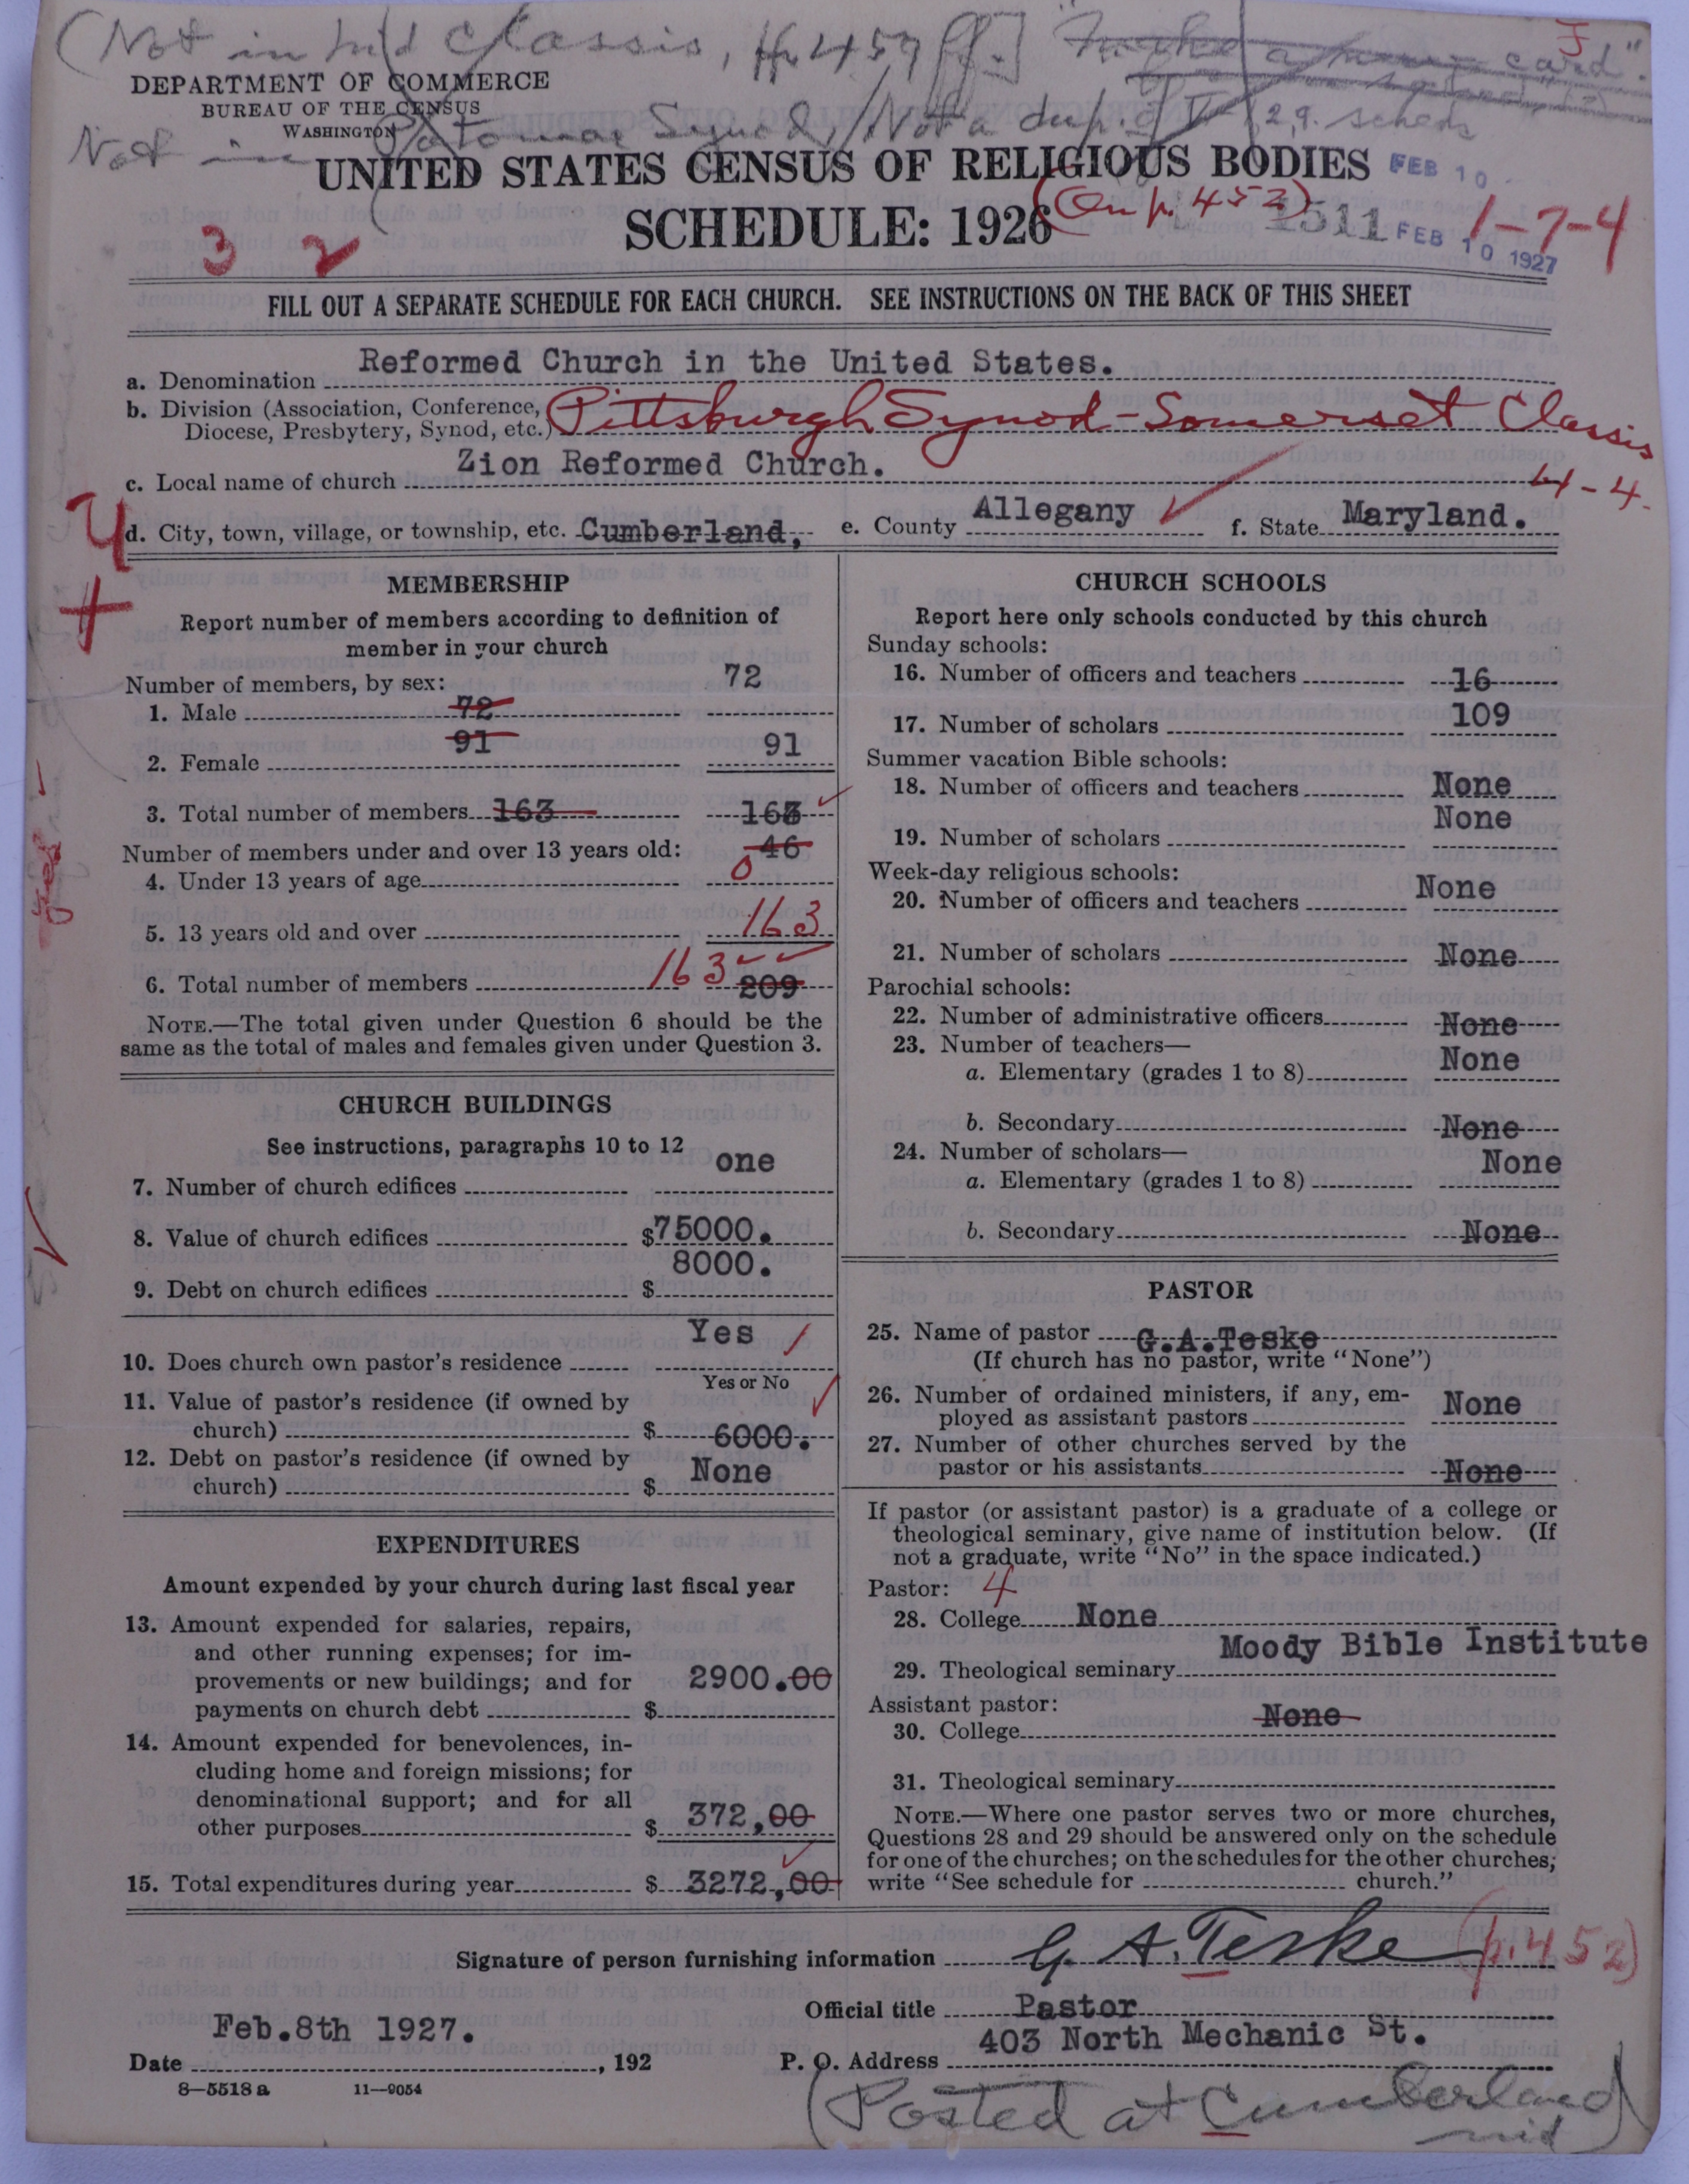 (Not in Md Classis, p. 459 ff.] "Make a card".
J
DEPARTMENT OF COMMERCE
BUREAU OF THE CENSUS
WASHINGTON
Not in Potomac Synod, Not a dup. of 129. scheds
UNITED STATES CENSUS OF RELIGIOUS BODIES
FEB 10
SCHEDULE: 1926
(On p. 452)
1511
FEB 10 1927
1-7-4
3 2
FILL OUT A SEPARATE SCHEDULE FOR EACH CHURCH. SEE INSTRUCTIONS ON THE BACK OF THIS SHEET
a. Denomination Reformed Church in the United States.
b. Division (Association, Conference, Diocese, Presbytery, Synod, etc.) Pittsburgh Synod - Somerset Classis
c. Local name of church Zion Reformed Church.
4-4.
d. City, town, village, or township, etc. Cumberland, e. County Allegany f. State Maryland.
MEMBERSHIP
Report number of members according to definition of
member in your church
Number of members, by sex:
1. Male 72 72
2. Female 91 91
3. Total number of members 163 163
Number of members under and over 13 years old:
4. Under 13 years of age 46 0
5. 13 years old and over 163
6. Total number of members 163 209
NOTE.—The total given under Question 6 should be the
same as the total of males and females given under Question 3.
CHURCH BUILDINGS
See instructions, paragraphs 10 to 12
7. Number of church edifices one
8. Value of church edifices $75000.
9. Debt on church edifices $ 8000.
10. Does church own pastor's residence Yes
Yes or No
11. Value of pastor's residence (if owned by
church) $ 6000.
12. Debt on pastor's residence (if owned by
church) $ None
EXPENDITURES
Amount expended by your church during last fiscal year
13. Amount expended for salaries, repairs,
and other running expenses; for im-
provements or new buildings; and for
payments on church debt $ 2900.00
14. Amount expended for benevolences, in-
cluding home and foreign missions; for
denominational support; and for all
other purposes $ 372,00
15. Total expenditures during year $ 3272,00
CHURCH SCHOOLS
Report here only schools conducted by this church
Sunday schools:
16. Number of officers and teachers 16
17. Number of scholars 109
Summer vacation Bible schools:
18. Number of officers and teachers None
19. Number of scholars None
Week-day religious schools:
20. Number of officers and teachers None
21. Number of scholars None
Parochial schools:
22. Number of administrative officers None
23. Number of teachers—
a. Elementary (grades 1 to 8) None
b. Secondary None
24. Number of scholars—
a. Elementary (grades 1 to 8) None
b. Secondary None
PASTOR
25. Name of pastor G.A.Teske
(If church has no pastor, write "None")
26. Number of ordained ministers, if any, em-
ployed as assistant pastors None
27. Number of other churches served by the
pastor or his assistants None
If pastor (or assistant pastor) is a graduate of a college or
theological seminary, give name of institution below. (If
not a graduate, write "No" in the space indicated.)
Pastor: 4
28. College None
29. Theological seminary Moody Bible Institute
Assistant pastor:
30. College None
31. Theological seminary
NOTE.—Where one pastor serves two or more churches,
Questions 28 and 29 should be answered only on the schedule
for one of the churches; on the schedules for the other churches,
write "See schedule for church."
Signature of person furnishing information G. A. Teske (p. 452)
Official title Pastor
Date Feb.8th 1927. , 192
P. O. Address 403 North Mechanic St.
8—5518 a 11—9054
(Posted at Cumberland
Md)